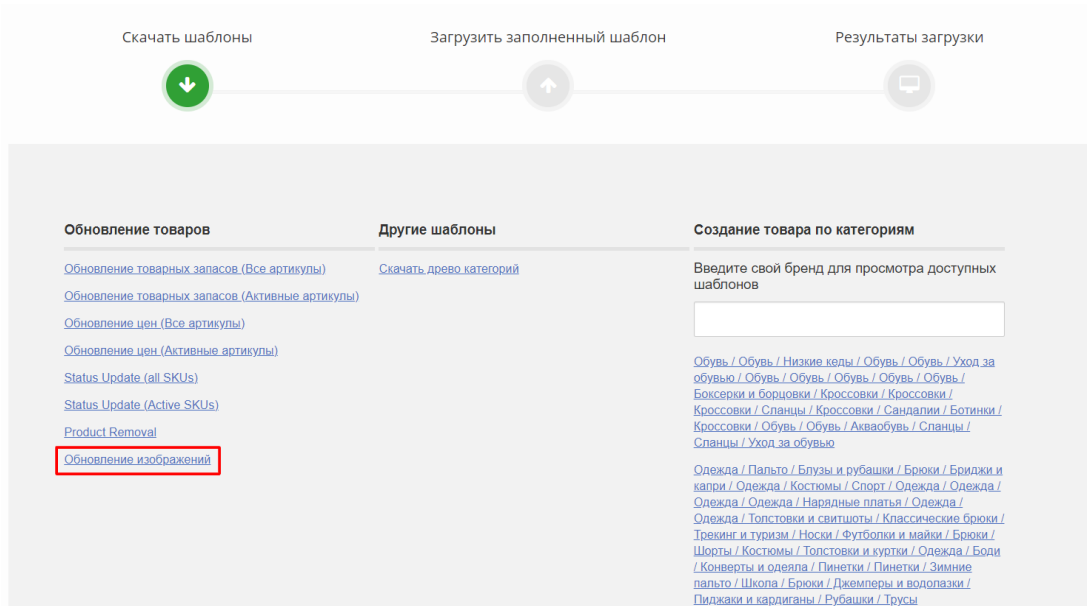 Скачать шаблоны
Загрузить заполненный шаблон
Результаты загрузки
Обновление товаров
Обновление товарных запасов (Все артикулы)
Обновление товарных запасов (Активные артикулы)
Обновление цен (Все артикулы)
Обновление цен (Активные артикулы)
Status Update (all SKUs)
Status Update (Active SKUs)
Product Removal
Обновление изображений
Другие шаблоны
Скачать древо категорий
Создание товара по категориям
Введите свой бренд для просмотра доступных
шаблонов
Обувь / Обувь / Низкие кеды / Обувь / Обувь / Уход за
обувью / Обувь / Обувь / Обувь / Обувь / Обувь /
Боксерки и борцовки / Кроссовки / Кроссовки /
Кроссовки / Сланцы / Кроссовки / Сандалии / Ботинки /
Кроссовки / Обувь / Обувь / Акваобувь / Сланцы /
Сланцы / Уход за обувью
Одежда / Пальто / Блузы и рубашки / Брюки / Бриджи и
капри / Одежда / Костюмы / Спорт / Одежда / Одежда /
Одежда / Одежда / Нарядные платья / Одежда /
Одежда / Толстовки и свитшоты / Классические брюки /
Трекинг и туризм / Носки / Футболки и майки / Брюки /
Шорты / Костюмы / Толстовки и куртки / Одежда / Боди
/ Конверты и одеяла / Пинетки / Пинетки / Зимние
пальто / Школа / Брюки / Джемперы и водолазки /
Пиджаки и кардиганы / Рубашки / Трусы